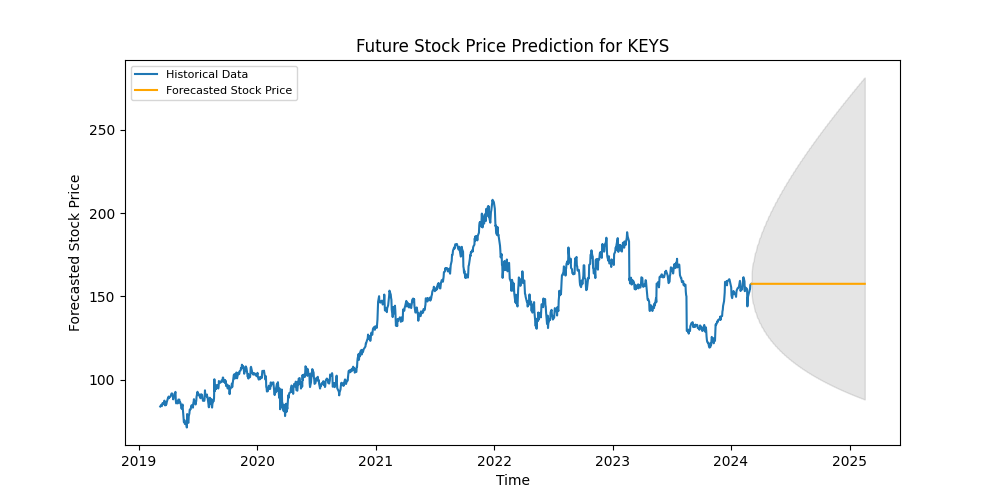 Future Stock Price Prediction for KEYS
Historical Data
Forecasted Stock Price
Forecasted Stock Price
250
200
150
100
2019
2020
2021
2022
2023
2024
2025
Time